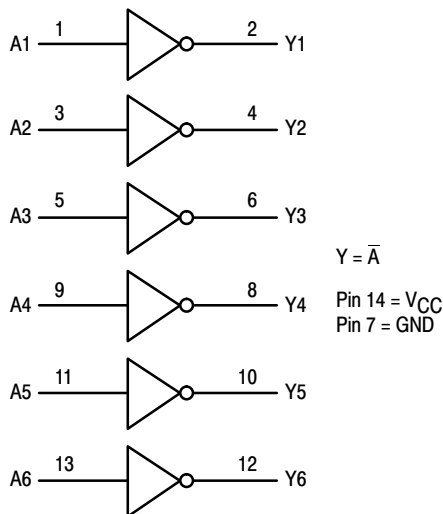 A1 1 2 Y1
A2 3 4 Y2
A3 5 6 Y3
Y = A̅
A4 9 8 Y4
Pin 14 = VCC
Pin 7 = GND
A5 11 10 Y5
A6 13 12 Y6